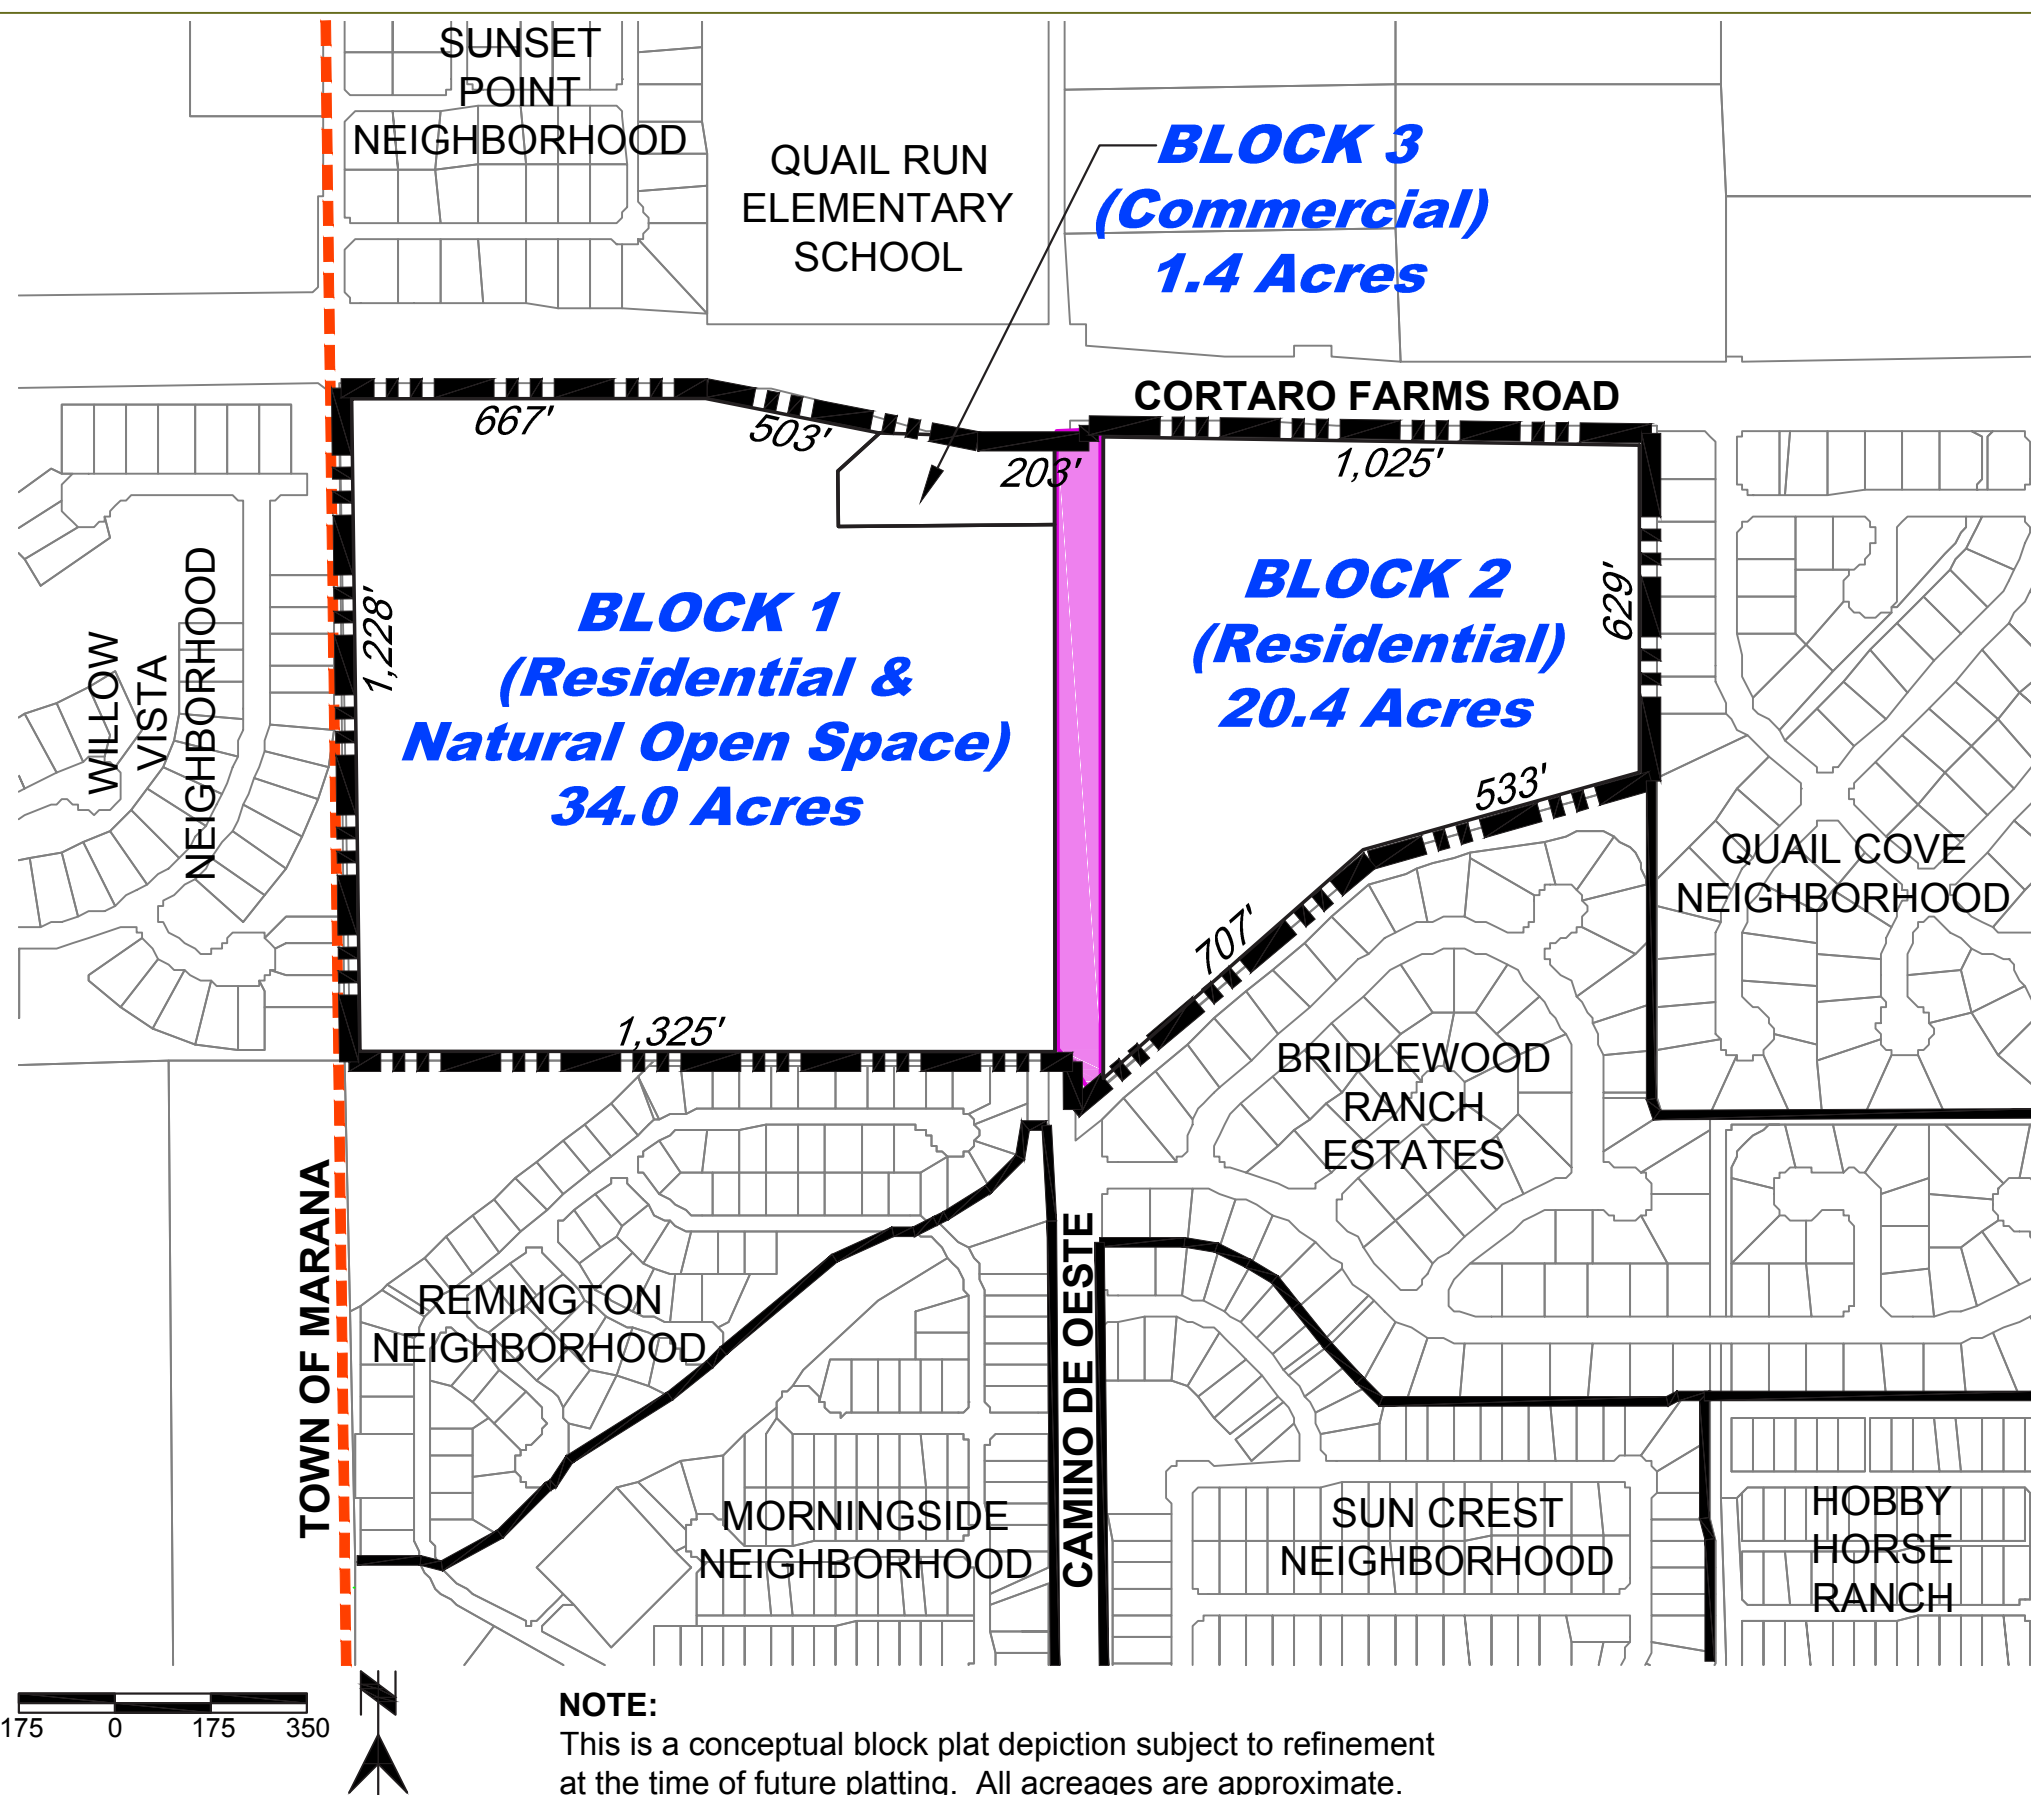 SUNSET
POINT
NEIGHBORHOOD
QUAIL RUN
ELEMENTARY
SCHOOL
BLOCK 3
(Commercial)
1.4 Acres
CORTARO FARMS ROAD
667'
503'
203'
1,025'
1,228'
629'
WILLOW
VISTA
NEIGHBORHOOD
BLOCK 1
(Residential &
Natural Open Space)
34.0 Acres
BLOCK 2
(Residential)
20.4 Acres
533'
707'
1,325'
QUAIL COVE
NEIGHBORHOOD
BRIDLEWOOD
RANCH
ESTATES
TOWN OF MARANA
REMINGTON
NEIGHBORHOOD
CAMINO DE OESTE
MORNINGSIDE
NEIGHBORHOOD
SUN CREST
NEIGHBORHOOD
HOBBY
HORSE
RANCH
175 0 175 350
N
NOTE:
This is a conceptual block plat depiction subject to refinement
at the time of future platting. All acreages are approximate.